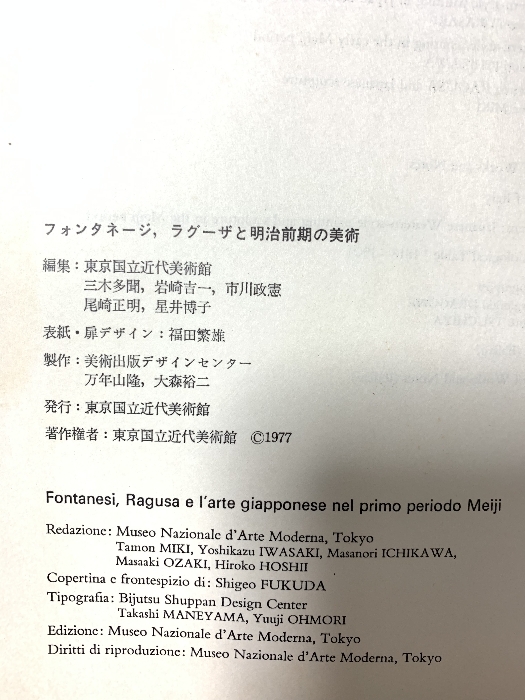 フォンタネージ, ラグーザと明治前期の美術
編集：東京国立近代美術館
三木多聞, 岩崎吉一, 市川政憲
尾崎正明, 星井博子
表紙・扉デザイン：福田繁雄
製作：美術出版デザインセンター
万年山隆, 大森裕二
発行：東京国立近代美術館
著作権者：東京国立近代美術館 ©1977
Fontanesi, Ragusa e l'arte giapponese nel primo periodo Meiji
Redazione: Museo Nazionale d'Arte Moderna, Tokyo
Tamon MIKI, Yoshikazu IWASAKI, Masanori ICHIKAWA,
Masaaki OZAKI, Hiroko HOSHII
Copertina e frontespizio di: Shigeo FUKUDA
Tipografia: Bijutsu Shuppan Design Center
Takashi MANEYAMA, Yuuji OHMORI
Edizione: Museo Nazionale d'Arte Moderna, Tokyo
Diritti di riproduzione: Museo Nazionale d'Arte Moderna, Tokyo